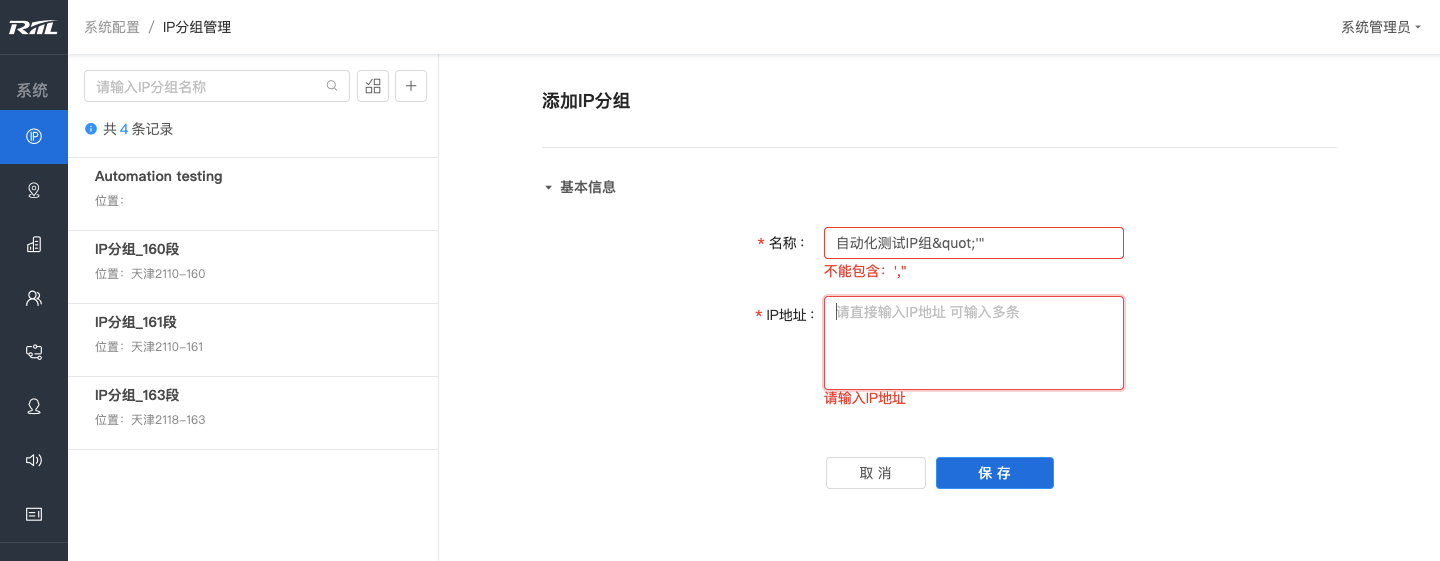 RIIL
系统配置 / IP分组管理
系统管理员
系统
请输入IP分组名称
共 4 条记录
Automation testing
位置：
IP分组_160段
位置：天津2110-160
IP分组_161段
位置：天津2110-161
IP分组_163段
位置：天津2118-163
添加IP分组
基本信息
* 名称：
自动化测试IP组&quot;'"
不能包含：',"
* IP地址：
请直接输入IP地址 可输入多条
请输入IP地址
取 消
保 存